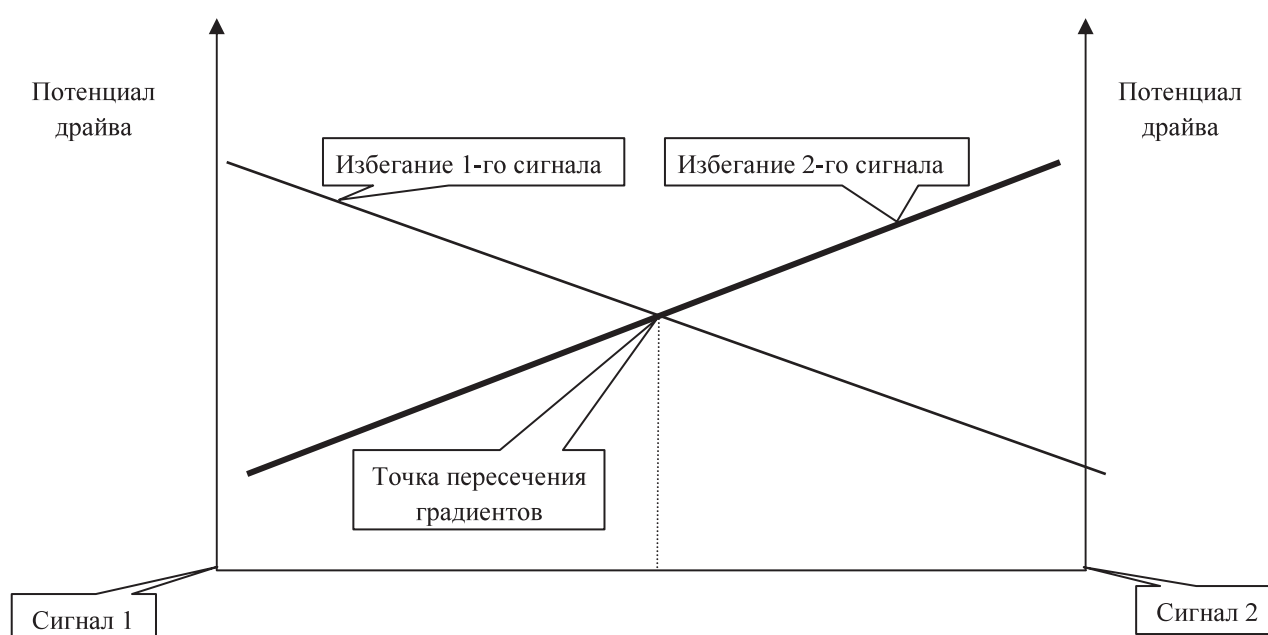 Потенциал
драйва
Потенциал
драйва
Избегание 1-го сигнала
Избегание 2-го сигнала
Точка пересечения
градиентов
Сигнал 1
Сигнал 2